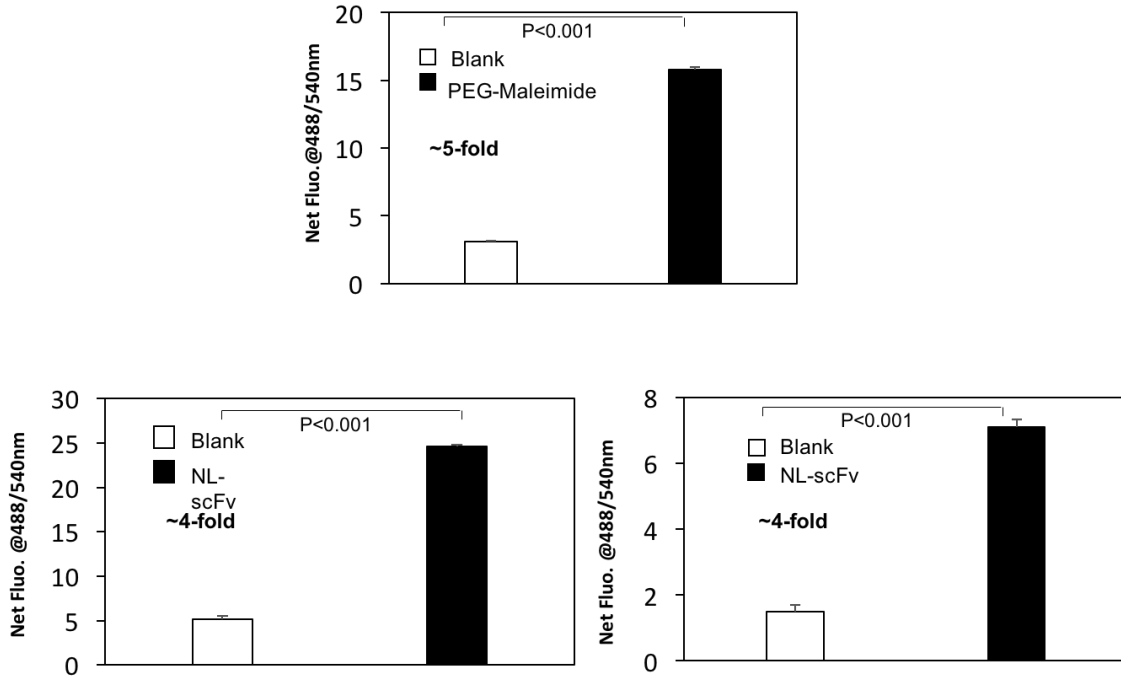 20
15
10
5
0
Net Fluo.@488/540nm
P<0.001
Blank
PEG-Maleimide
~5-fold
30
25
20
15
10
5
0
Net Fluo. @488/540nm
P<0.001
Blank
NL-
scFv
~4-fold
8
6
4
2
0
Net Fluo. @488/540nm
P<0.001
Blank
NL-scFv
~4-fold